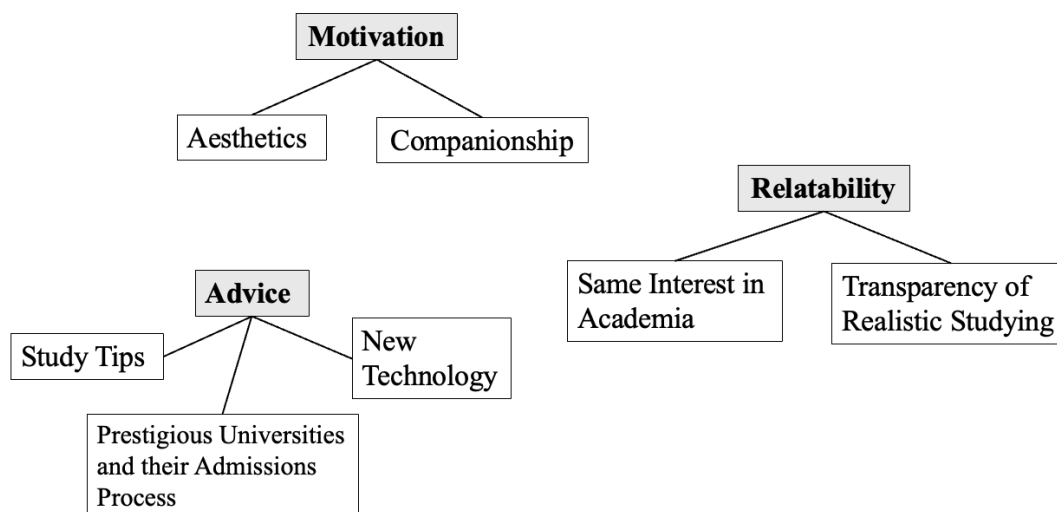 Motivation
Aesthetics
Companionship
Relatability
Same Interest in
Academia
Transparency of
Realistic Studying
Advice
Study Tips
New
Technology
Prestigious Universities
and their Admissions
Process